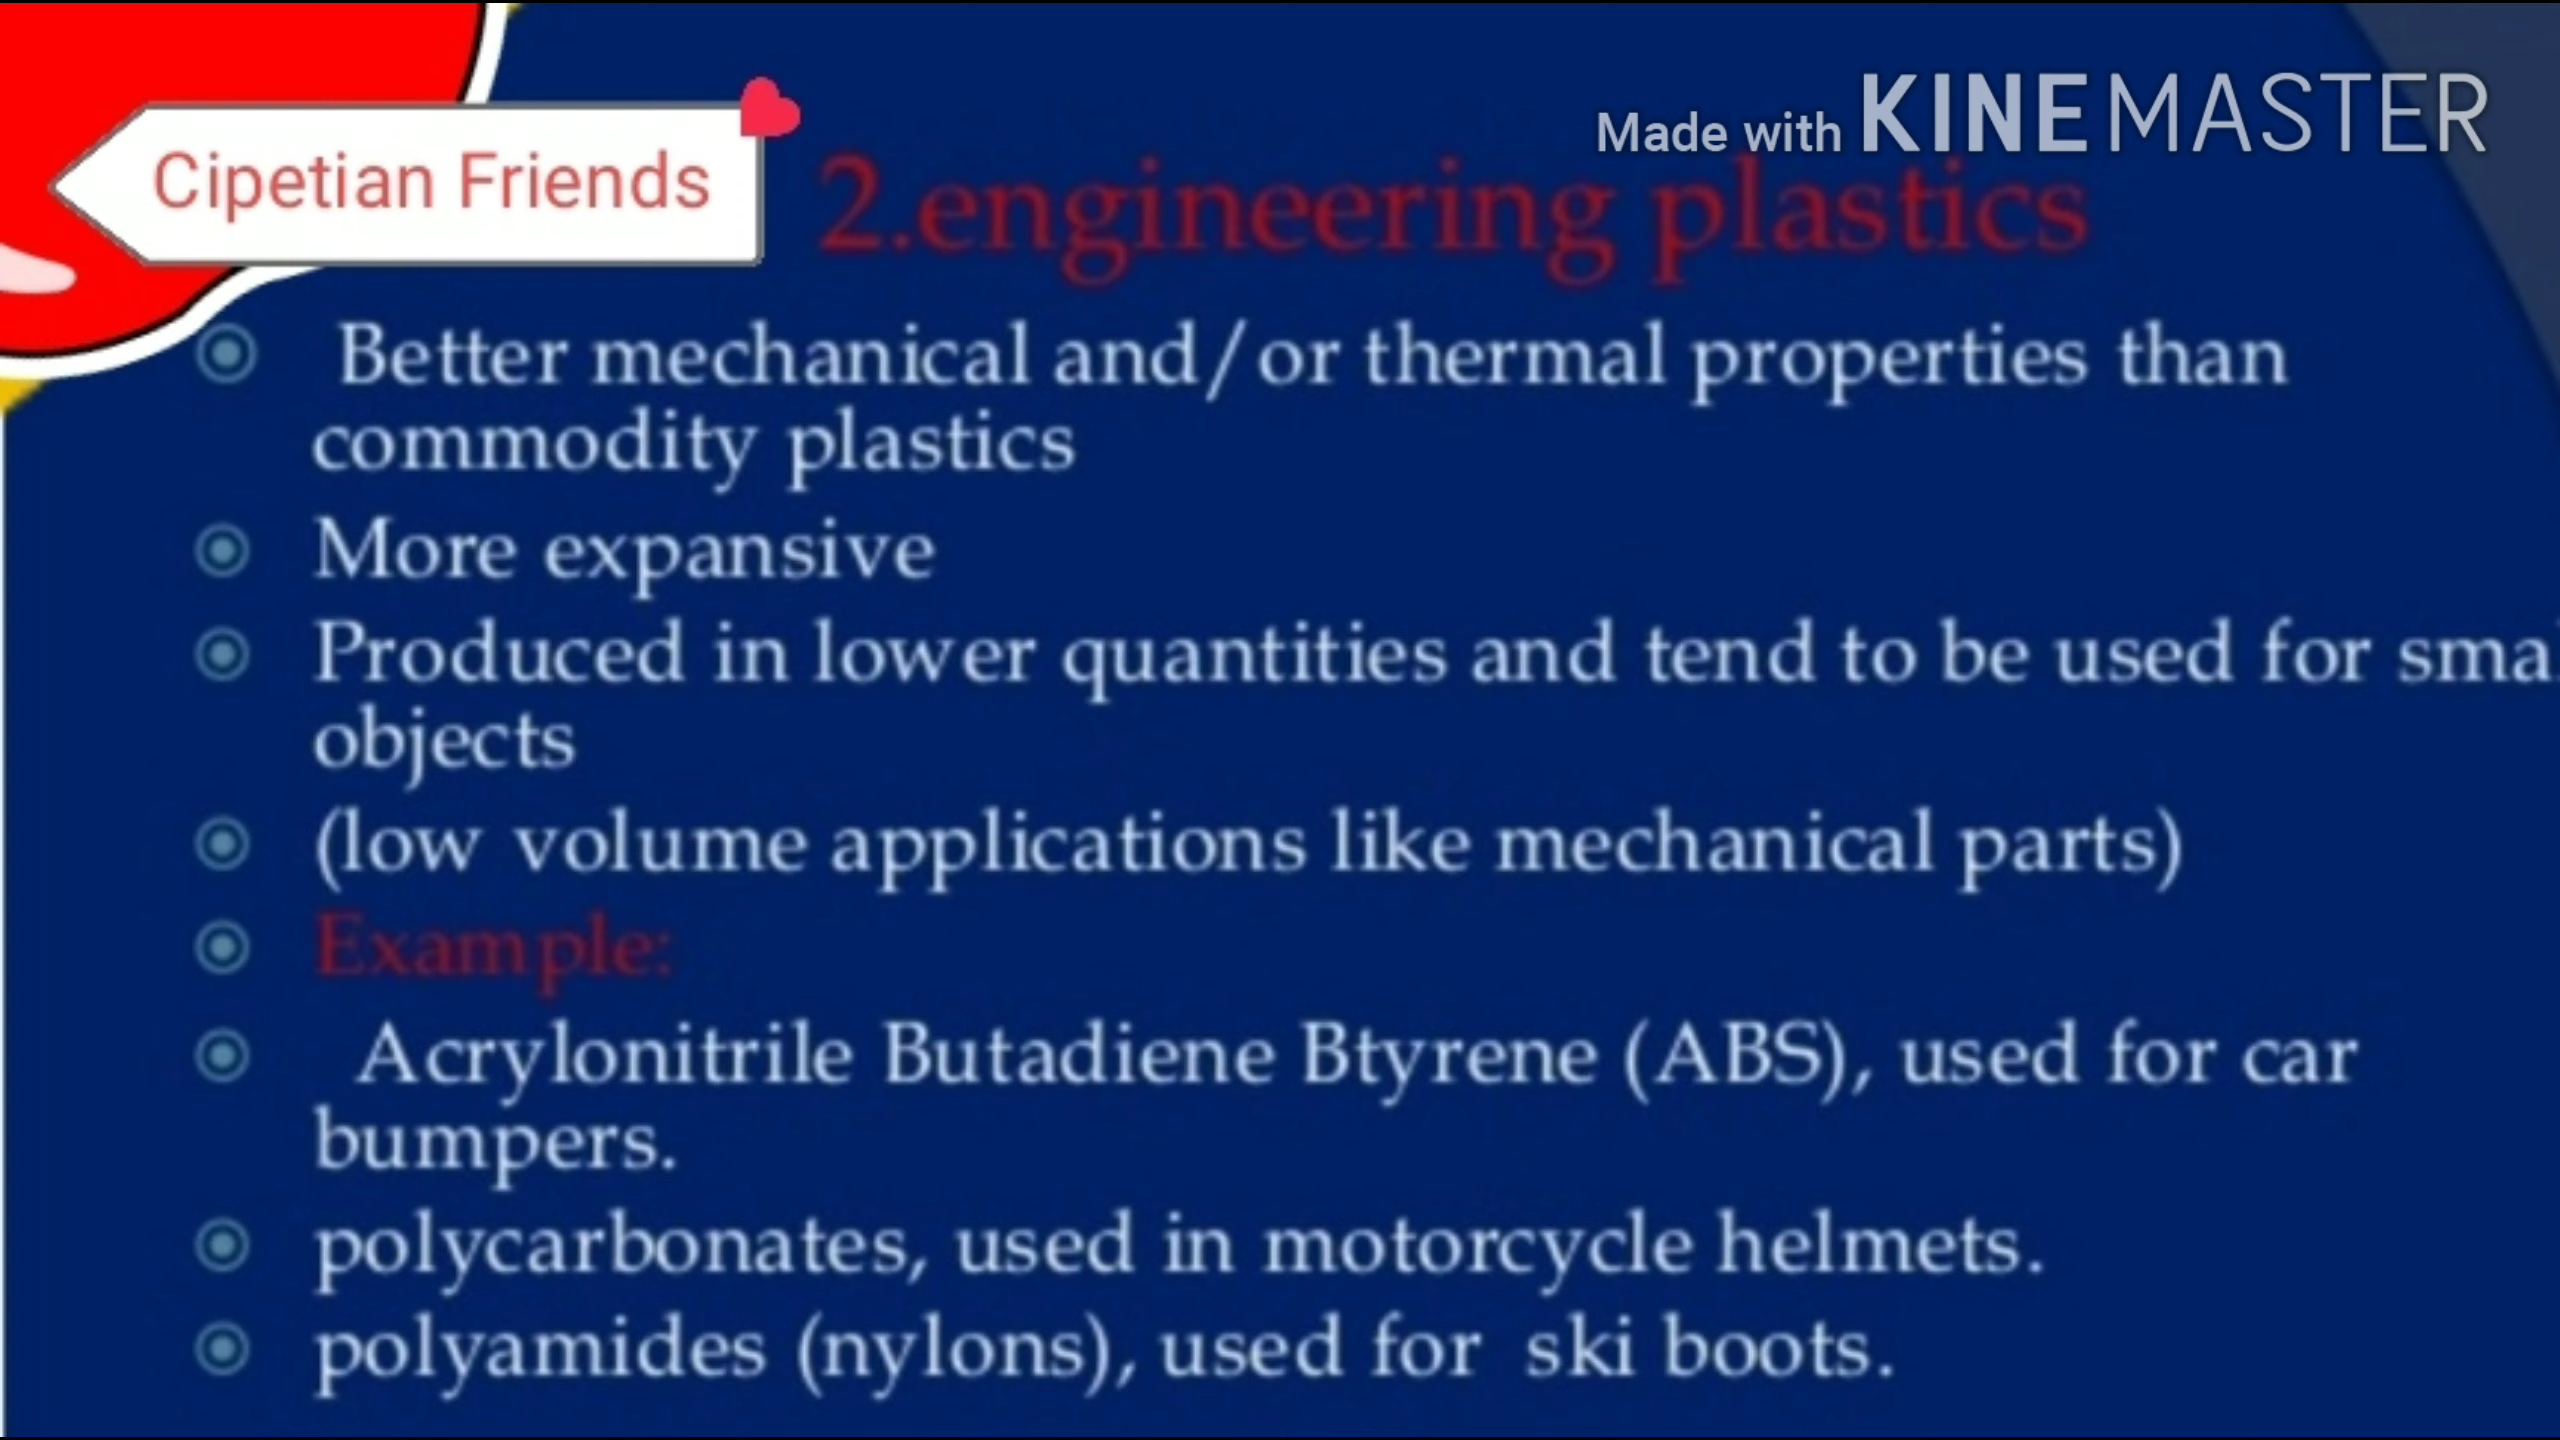 Made with KINEMASTER
Cipetian Friends
2.engineering plastics
Better mechanical and/or thermal properties than
commodity plastics
More expansive
Produced in lower quantities and tend to be used for
objects
(low volume applications like mechanical parts)
Example:
Acrylonitrile Butadiene Btyrene (ABS), used for car
bumpers.
polycarbonates, used in motorcycle helmets.
polyamides (nylons), used for ski boots.